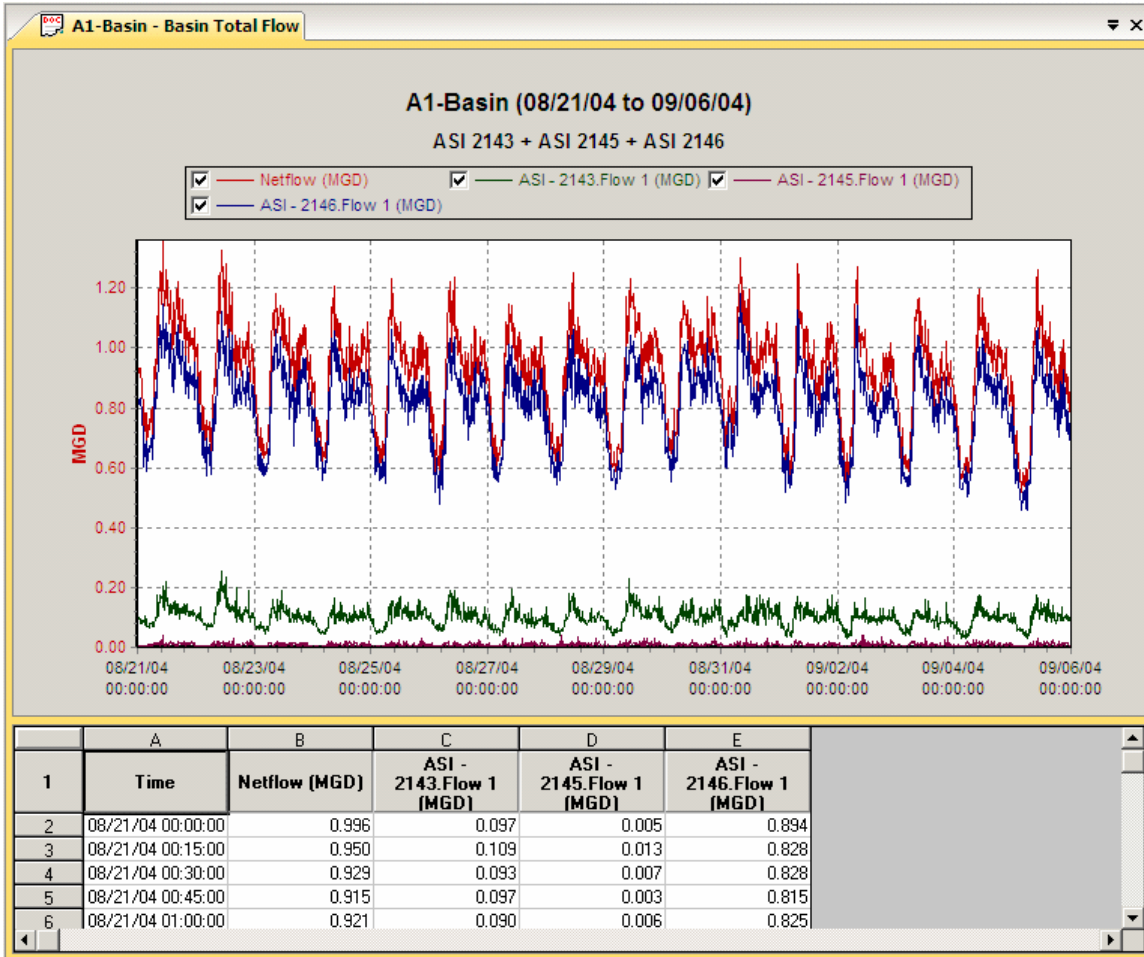 A1-Basin - Basin Total Flow
A1-Basin (08/21/04 to 09/06/04)
ASI 2143 + ASI 2145 + ASI 2146
Netflow (MGD) ASI - 2143.Flow 1 (MGD) ASI - 2145.Flow 1 (MGD)
ASI - 2146.Flow 1 (MGD)
MGD
1.20
1.00
0.80
0.60
0.40
0.20
0.00
08/21/04 08/23/04 08/25/04 08/27/04 08/29/04 08/31/04 09/02/04 09/04/04 09/06/04
00:00:00 00:00:00 00:00:00 00:00:00 00:00:00 00:00:00 00:00:00 00:00:00 00:00:00
A B C D E
1 Time Netflow (MGD) ASI - 2143.Flow 1 (MGD) ASI - 2145.Flow 1 (MGD) ASI - 2146.Flow 1 (MGD)
2 08/21/04 00:00:00 0.996 0.097 0.005 0.894
3 08/21/04 00:15:00 0.950 0.109 0.013 0.828
4 08/21/04 00:30:00 0.929 0.093 0.007 0.828
5 08/21/04 00:45:00 0.915 0.097 0.003 0.815
6 08/21/04 01:00:00 0.921 0.090 0.006 0.825